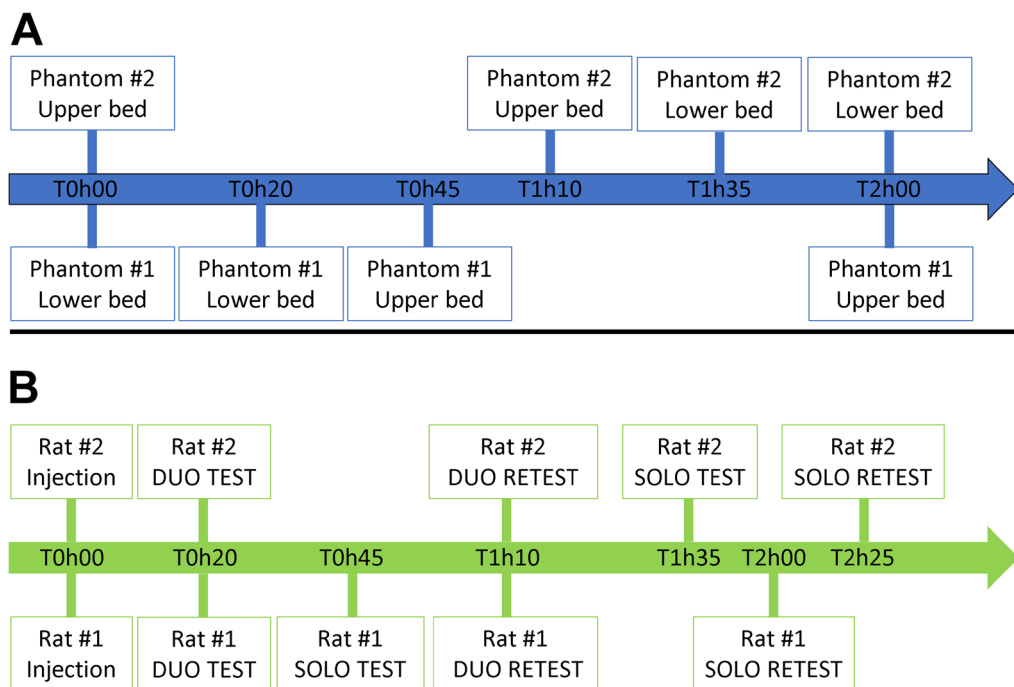 A
Phantom #2
Upper bed
Phantom #2
Upper bed
Phantom #2
Lower bed
Phantom #2
Lower bed
T0h00 T0h20 T0h45 T1h10 T1h35 T2h00
Phantom #1
Lower bed
Phantom #1
Lower bed
Phantom #1
Upper bed
Phantom #1
Upper bed
B
Rat #2
Injection
Rat #2
DUO TEST
Rat #2
DUO RETEST
Rat #2
SOLO TEST
Rat #2
SOLO RETEST
T0h00 T0h20 T0h45 T1h10 T1h35 T2h00 T2h25
Rat #1
Injection
Rat #1
DUO TEST
Rat #1
SOLO TEST
Rat #1
DUO RETEST
Rat #1
SOLO RETEST